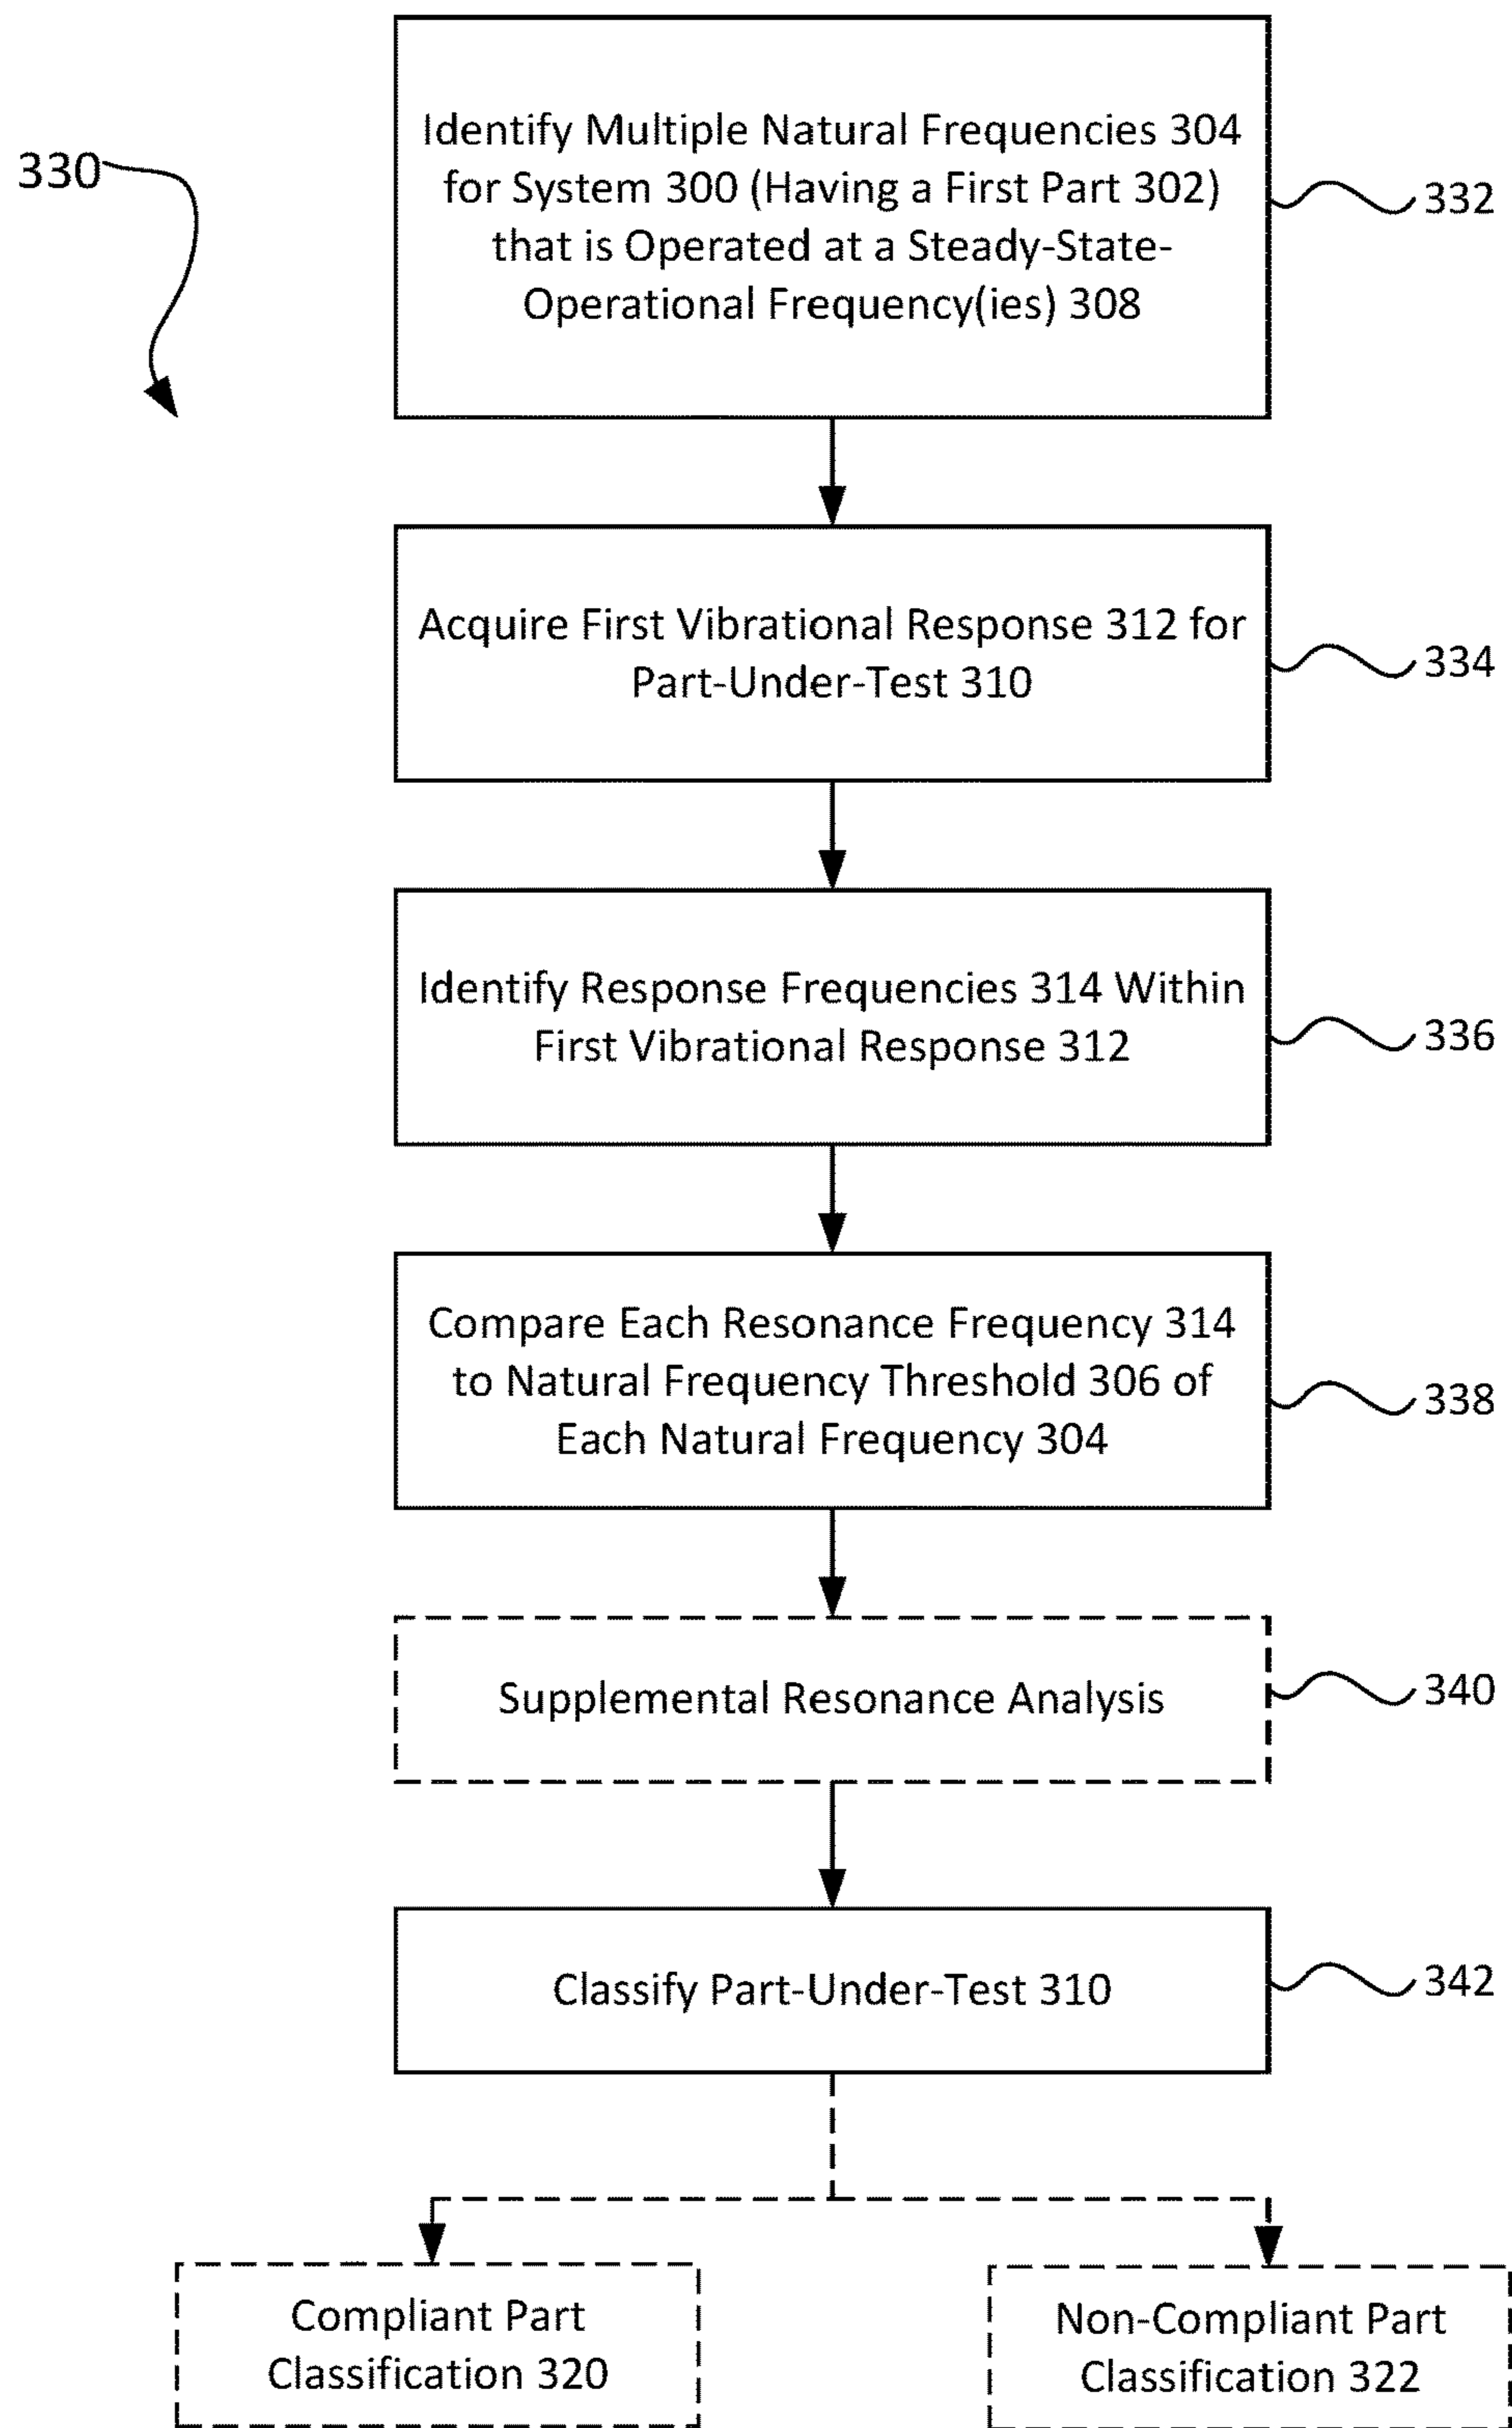 330
Identify Multiple Natural Frequencies 304
for System 300 (Having a First Part 302)
that is Operated at a Steady-State-
Operational Frequency(ies) 308
332
Acquire First Vibrational Response 312 for
Part-Under-Test 310
334
Identify Response Frequencies 314 Within
First Vibrational Response 312
336
Compare Each Resonance Frequency 314
to Natural Frequency Threshold 306 of
Each Natural Frequency 304
338
Supplemental Resonance Analysis
340
Classify Part-Under-Test 310
342
Compliant Part
Classification 320
Non-Compliant Part
Classification 322